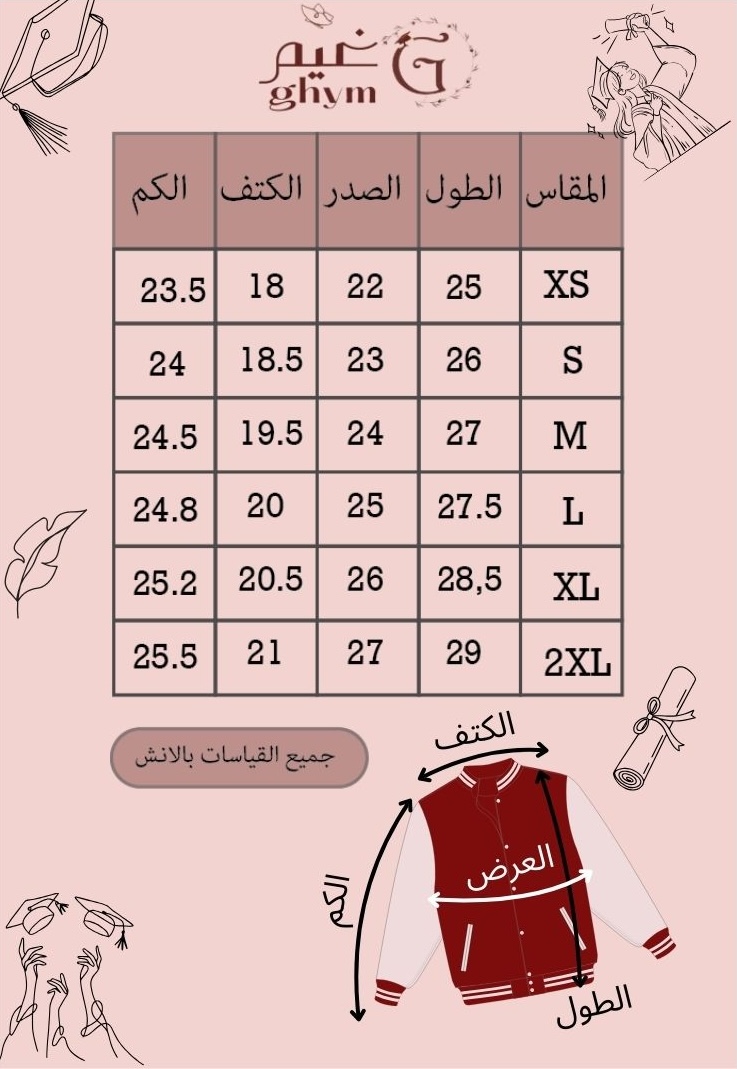 غيم
ghym
المقاس الطول الصدر الكتف الكم
XS 25 22 18 23.5
S 26 23 18.5 24
M 27 24 19.5 24.5
L 27.5 25 20 24.8
XL 28,5 26 20.5 25.2
2XL 29 27 21 25.5
جميع القياسات بالانش
الكتف
العرض
الكم
الطول